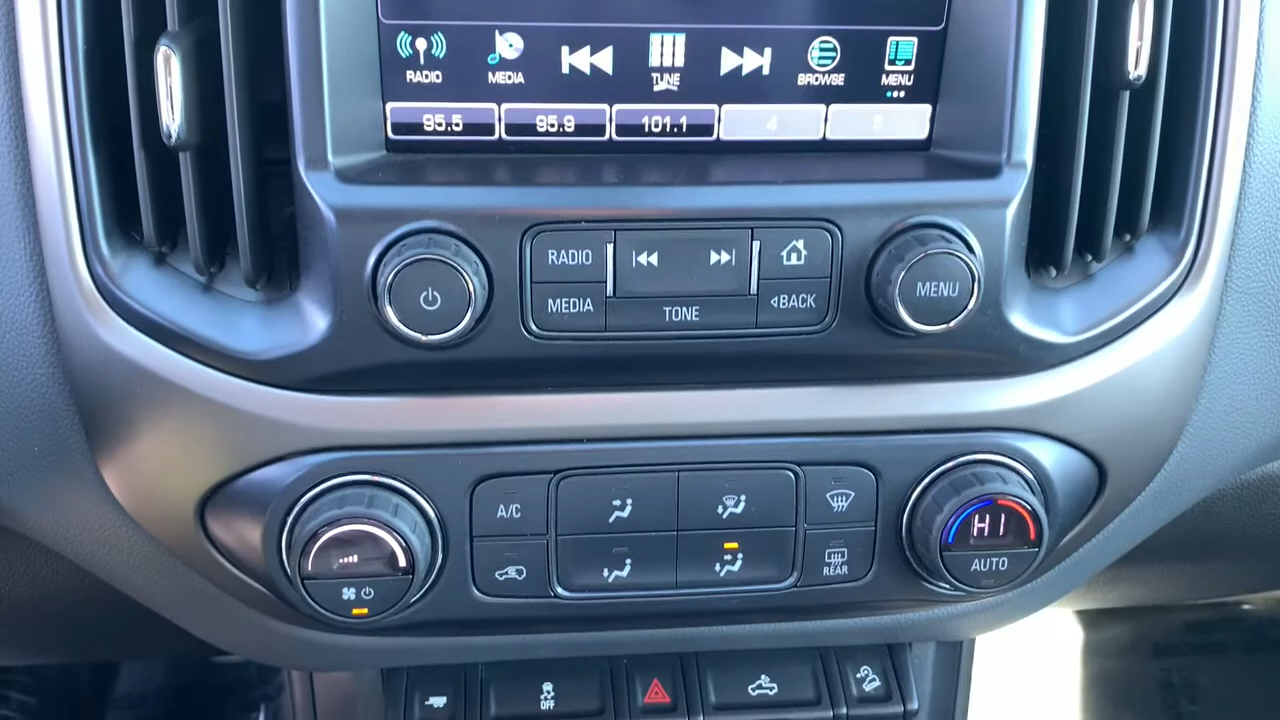 RADIO
MEDIA
TUNE
BROWSE
MENU
95.5
95.9
101.1
4
RADIO
MEDIA
TONE
BACK
MENU
A/C
REAR
HI
AUTO
OFF